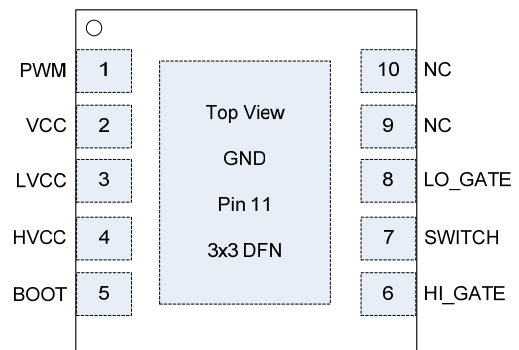 PWM 1 10 NC
VCC 2 Top View 9 NC
LVCC 3 GND 8 LO_GATE
HVCC 4 Pin 11 7 SWITCH
BOOT 5 3x3 DFN 6 HI_GATE